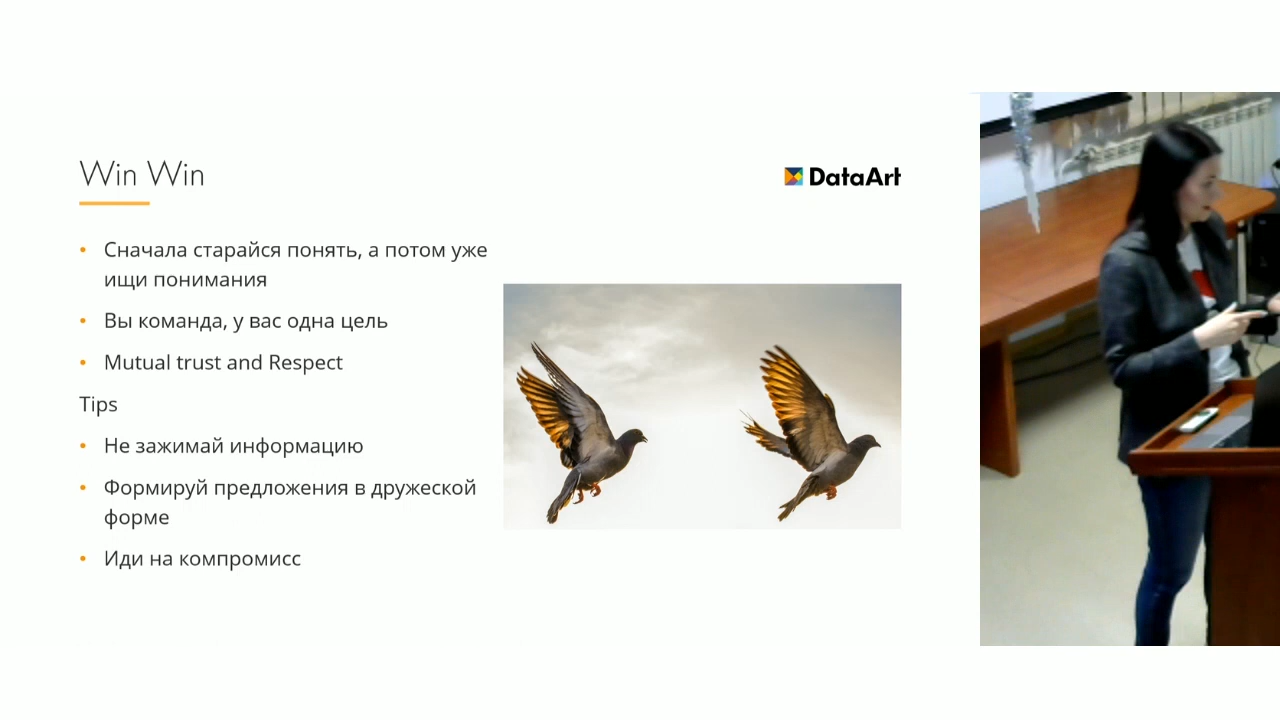 Win Win
DataArt
Сначала старайся понять, а потом уже
ищи понимания
Вы команда, у вас одна цель
Mutual trust and Respect
Tips
Не зажимай информацию
Формируй предложения в дружеской
форме
Иди на компромисс